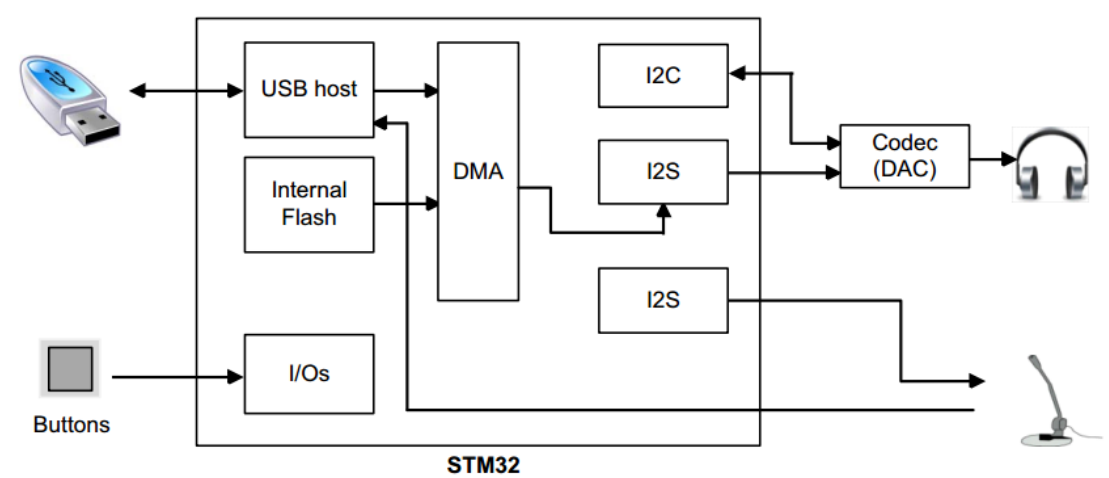 USB host
DMA
I2C
Codec
(DAC)
I2S
Internal
Flash
I2S
I/Os
Buttons
STM32